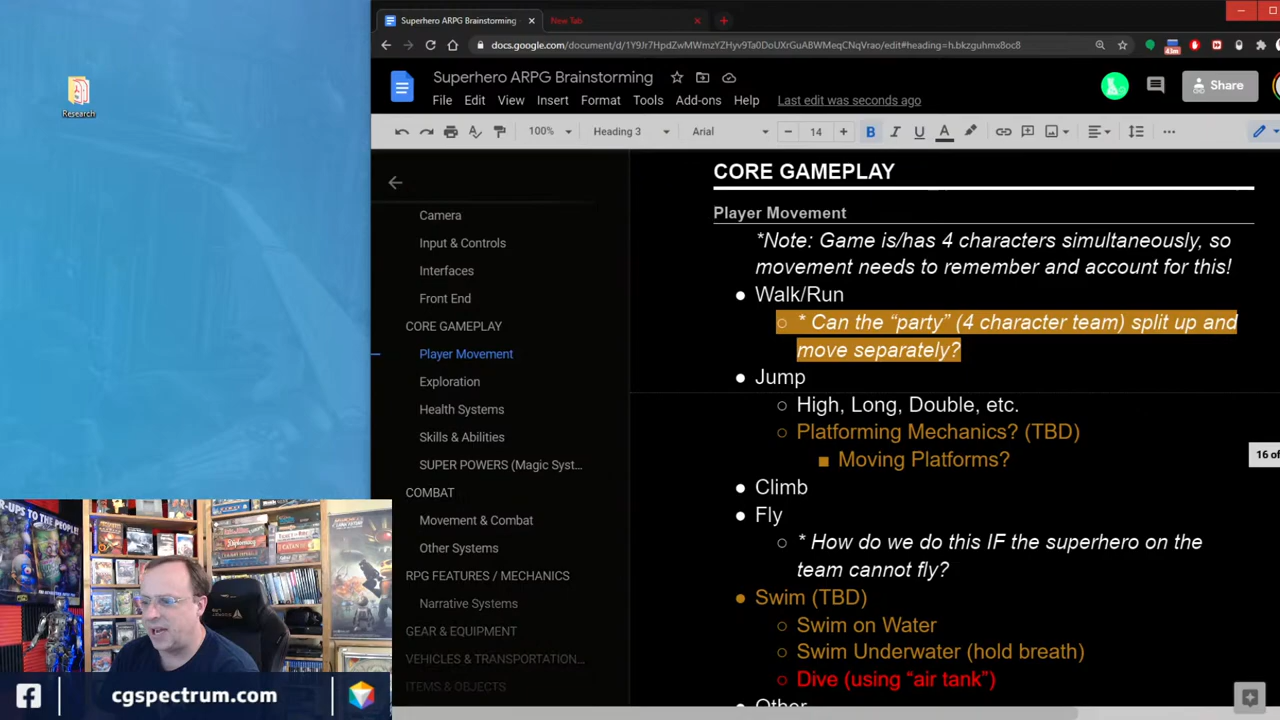 Superhero ARPG Brainstorming
New Tab
docs.google.com/document/d/1Y9Jr7HpdZwMWmzYZHyv9Ta0DoUXrGuABWMeqCNqVrao/edit#heading=h.bkzguhmx8oc8
Superhero ARPG Brainstorming
File Edit View Insert Format Tools Add-ons Help Last edit was seconds ago
Share
100% Heading 3 Arial 14 B I U A
Research
Camera
Input & Controls
Interfaces
Front End
CORE GAMEPLAY
Player Movement
Exploration
Health Systems
Skills & Abilities
SUPER POWERS (Magic Syst...
COMBAT
Movement & Combat
Other Systems
RPG FEATURES / MECHANICS
Narrative Systems
GEAR & EQUIPMENT
VEHICLES & TRANSPORTATION...
ITEMS & OBJECTS
CORE GAMEPLAY
Player Movement
*Note: Game is/has 4 characters simultaneously, so
movement needs to remember and account for this!
● Walk/Run
○ * Can the “party” (4 character team) split up and
move separately?
● Jump
○ High, Long, Double, etc.
○ Platforming Mechanics? (TBD)
■ Moving Platforms?
● Climb
● Fly
○ * How do we do this IF the superhero on the
team cannot fly?
● Swim (TBD)
○ Swim on Water
○ Swim Underwater (hold breath)
○ Dive (using “air tank”)
Other
16 of
R-UPS TO THE PEOPLE!
cgspectrum.com